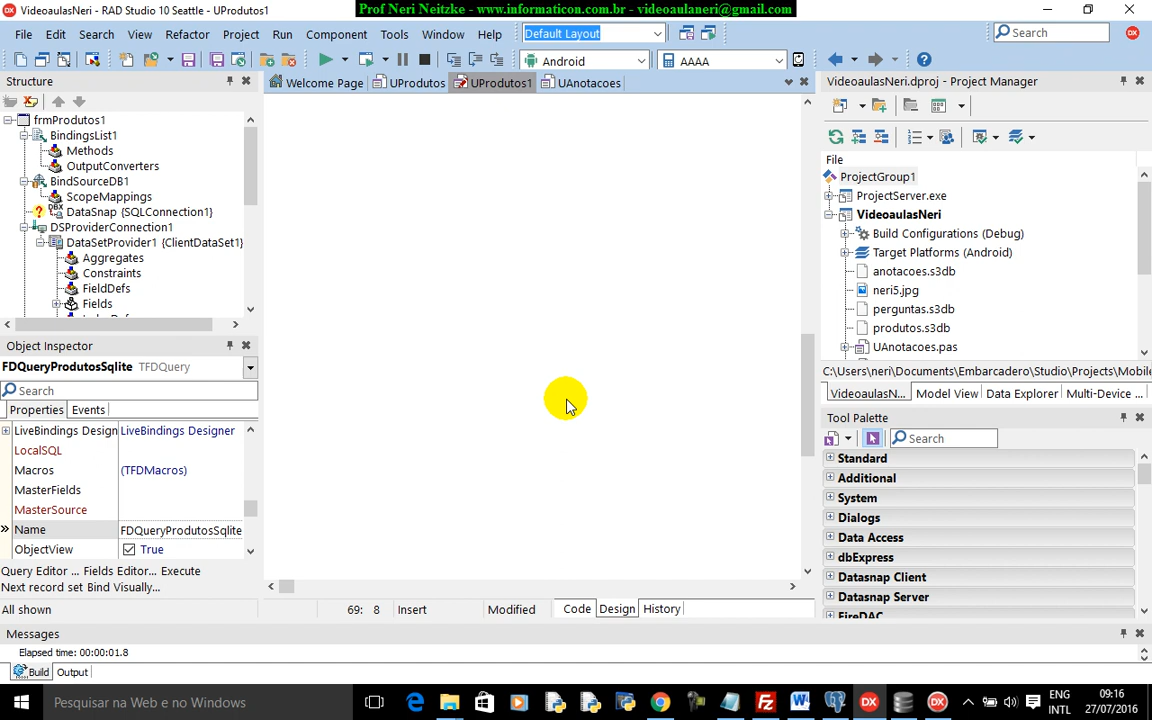 VideoaulasNeri - RAD Studio 10 Seattle - UProdutos1
Prof Neri Neitzke - www.informaticon.com.br - videoaulaneri@gmail.com
File Edit Search View Refactor Project Run Component Tools Window Help
Default Layout
Search
Android
AAAA
Structure
Welcome Page UProdutos UProdutos1 UAnotacoes
VideoaulasNeri.dproj - Project Manager
frmProdutos1
BindingsList1
Methods
OutputConverters
BindSourceDB1
ScopeMappings
DataSnap {SQLConnection1}
DSProviderConnection1
DataSetProvider1 {ClientDataSet1}
Aggregates
Constraints
FieldDefs
Fields
File
ProjectGroup1
ProjectServer.exe
VideoaulasNeri
Build Configurations (Debug)
Target Platforms (Android)
anotacoes.s3db
neri5.jpg
perguntas.s3db
produtos.s3db
UAnotacoes.pas
C:\Users\neri\Documents\Embarcadero\Studio\Projects\Mobile
VideoaulasN... Model View Data Explorer Multi-Device ...
Object Inspector
FDQueryProdutosSqlite TFDQuery
Search
Properties Events
LiveBindings Design LiveBindings Designer
LocalSQL
Macros (TFDMacros)
MasterFields
MasterSource
Name FDQueryProdutosSqlite
ObjectView True
Query Editor ... Fields Editor... Execute
Next record set Bind Visually...
All shown
Tool Palette
Search
Standard
Additional
System
Dialogs
Data Access
dbExpress
Datasnap Client
Datasnap Server
FireDAC
69: 8 Insert Modified Code Design History
Messages
Elapsed time: 00:00:01.8
Build Output
Pesquisar na Web e no Windows
ENG
INTL
09:16
27/07/2016